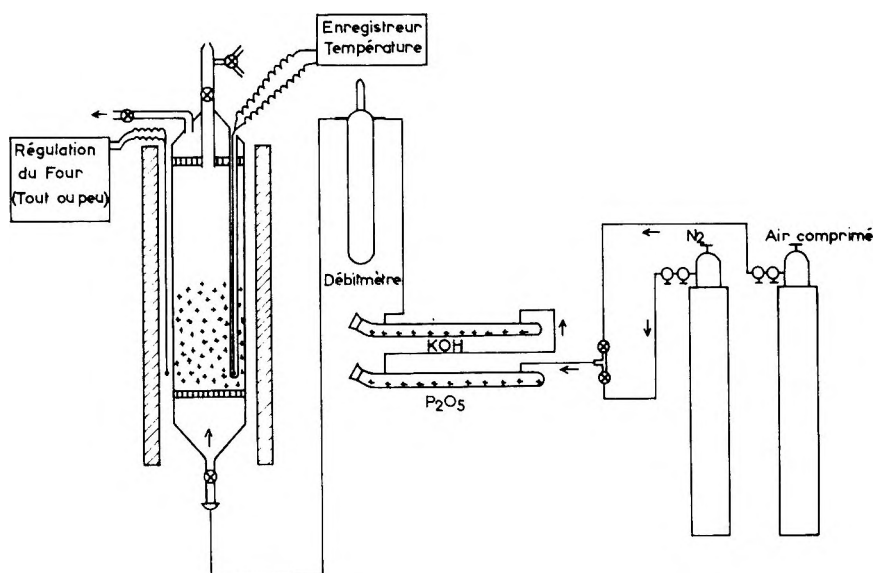 Enregistreur
Température
Régulation
du Four
(Tout ou peu)
Débitmètre
N2
Air comprimé
KOH
P2O5